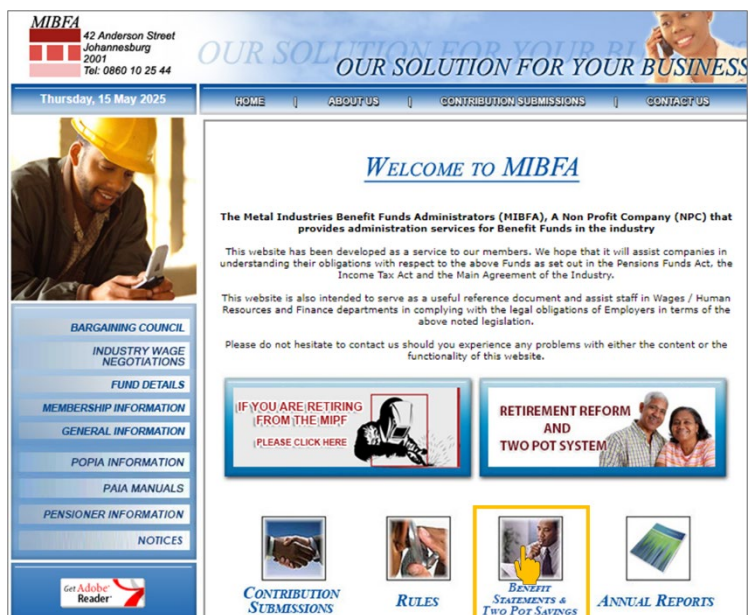 MIBFA
42 Anderson Street
Johannesburg
2001
Tel: 0860 10 25 44
OUR SOLUTION FOR YOUR BUSINESS
OUR SOLUTION FOR YOUR BUSINESS
Thursday, 15 May 2025
HOME | ABOUT US | CONTRIBUTION SUBMISSIONS | CONTACT US
WELCOME TO MIBFA
The Metal Industries Benefit Funds Administrators (MIBFA), A Non Profit Company (NPC) that
provides administration services for Benefit Funds in the industry
This website has been developed as a service to our members. We hope that it will assist companies in
understanding their obligations with respect to the above Funds as set out in the Pensions Funds Act, the
Income Tax Act and the Main Agreement of the Industry.
This website is also intended to serve as a useful reference document and assist staff in Wages / Human
Resources and Finance departments in complying with the legal obligations of Employers in terms of the
above noted legislation.
Please do not hesitate to contact us should you experience any problems with either the content or the
functionality of this website.
BARGAINING COUNCIL
INDUSTRY WAGE
NEGOTIATIONS
FUND DETAILS
MEMBERSHIP INFORMATION
GENERAL INFORMATION
POPIA INFORMATION
PAIA MANUALS
PENSIONER INFORMATION
NOTICES
Get Adobe®
Reader®
IF YOU ARE RETIRING
FROM THE MIPF
PLEASE CLICK HERE
RETIREMENT REFORM
AND
TWO POT SYSTEM
CONTRIBUTION
SUBMISSIONS
RULES
BENEFIT
STATEMENTS &
TWO POT SAVINGS
ANNUAL REPORTS